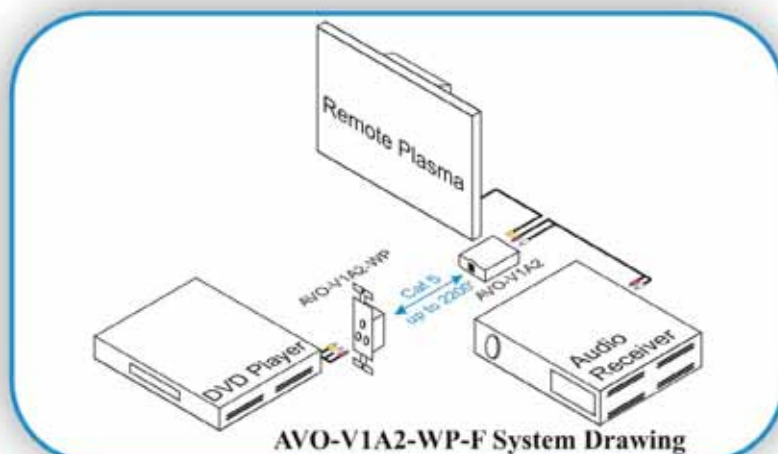 Remote Plasma
AVO-V1A2-WP
Cat 5
up to 2200'
AVO-V1A2
DVD Player
Audio
Receiver
AVO-V1A2-WP-F System Drawing